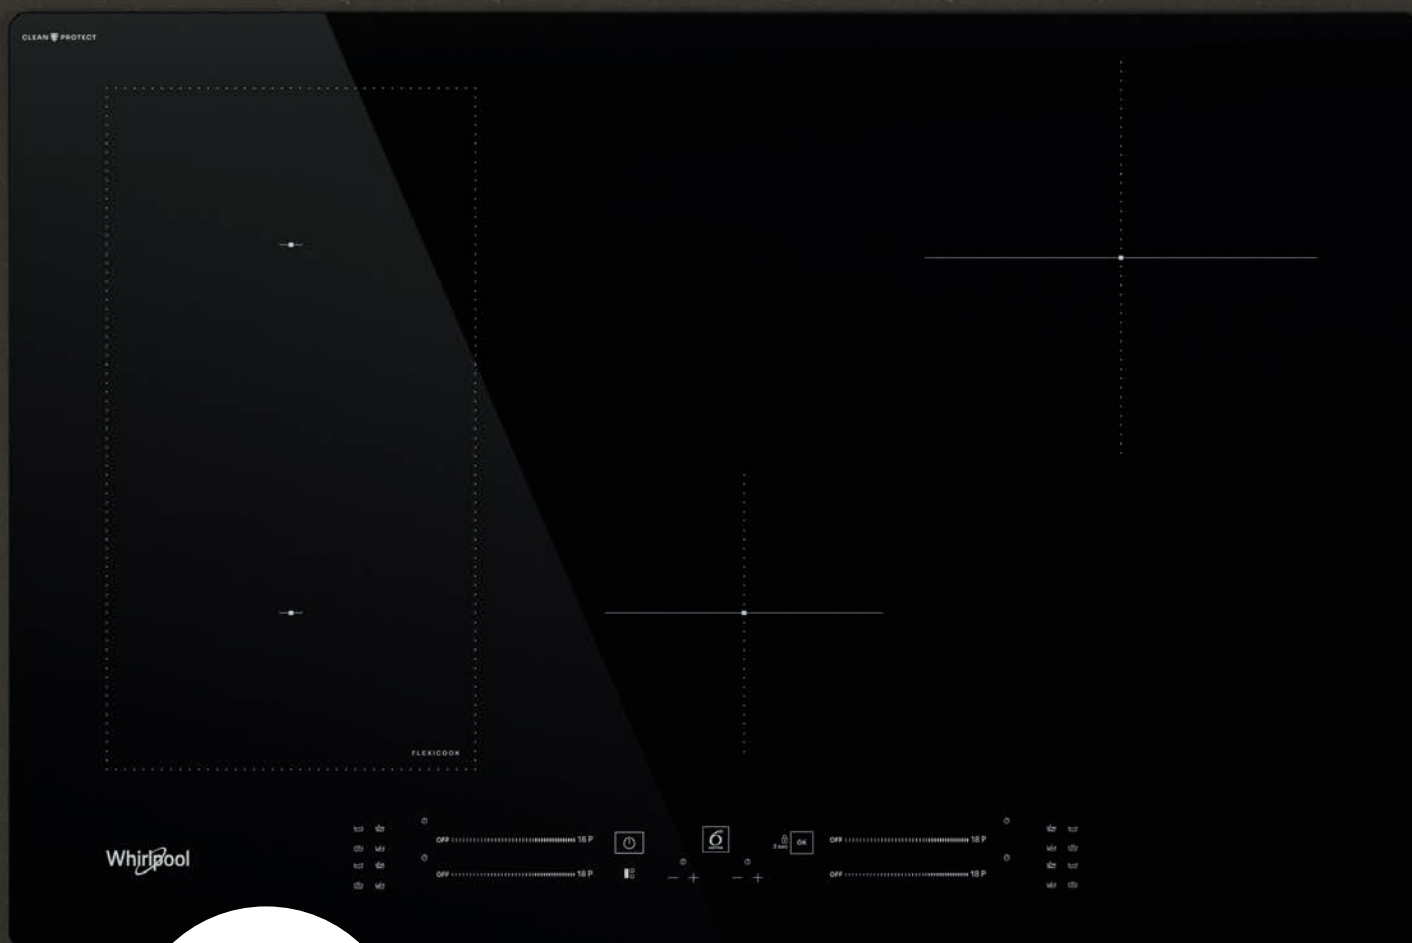 CLEAN PROTECT
FLEXICOOK
Whirlpool
OFF 18 P
OFF 18 P
6
OK
OFF 18 P
OFF 18 P